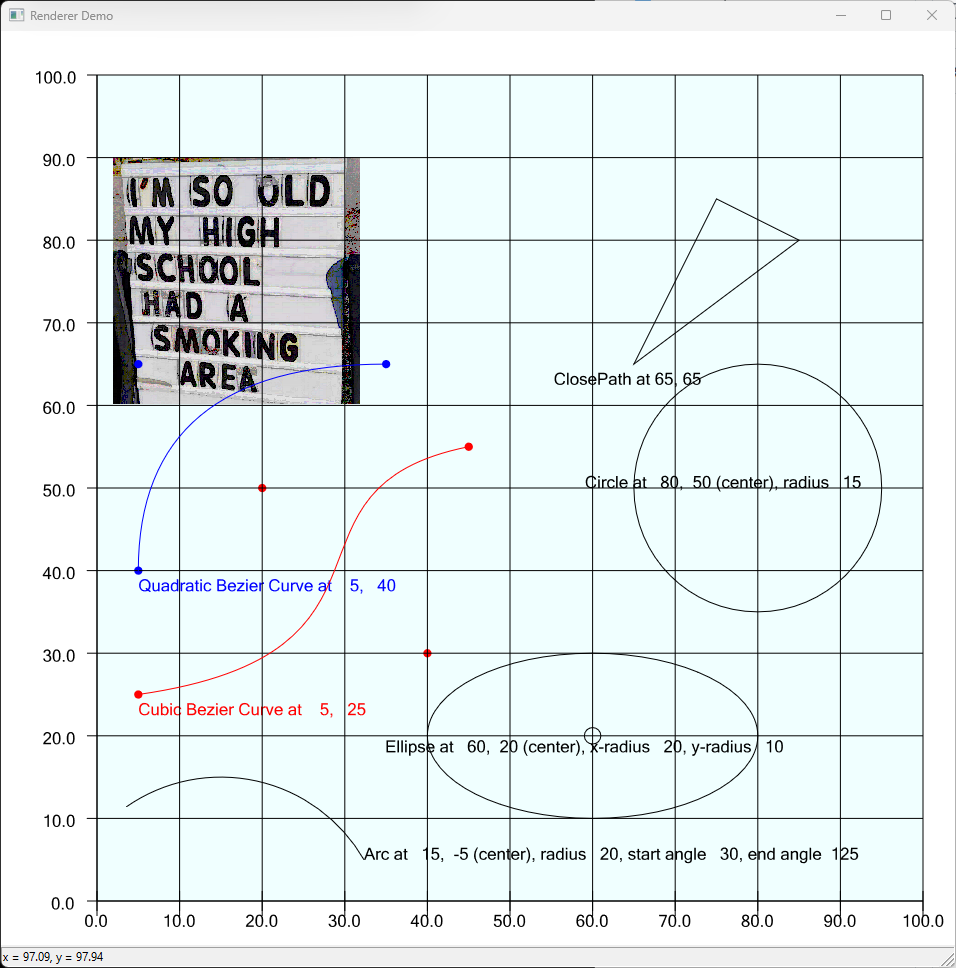 Renderer Demo
100.0
90.0
I'M SO OLD
MY HIGH
80.0
SCHOOL
HAD A
70.0
SMOKING
AREA
ClosePath at 65, 65
60.0
Circle at 80, 50 (center), radius 15
50.0
40.0
Quadratic Bezier Curve at 5, 40
30.0
Cubic Bezier Curve at 5, 25
20.0
Ellipse at 60, 20 (center), x-radius 20, y-radius 10
10.0
Arc at 15, -5 (center), radius 20, start angle 30, end angle 125
0.0
0.0 10.0 20.0 30.0 40.0 50.0 60.0 70.0 80.0 90.0 100.0
x = 97.09, y = 97.94